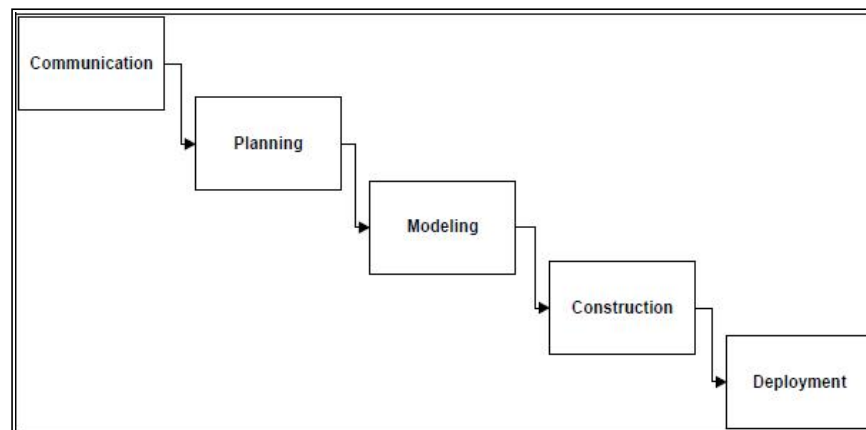 Communication
Planning
Modeling
Construction
Deployment